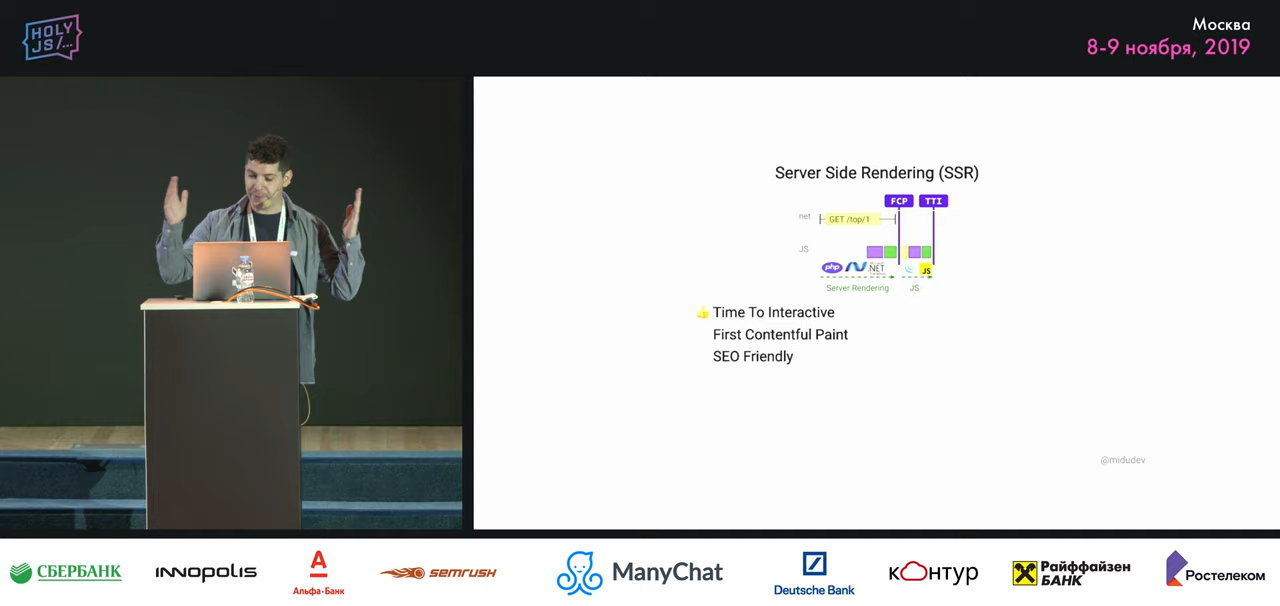 HOLY
JS/...
Москва
8-9 ноября, 2019
Server Side Rendering (SSR)
FCP TTI
net
GET /top/1
JS
php
.NET
JS
Server Rendering
JS
Time To Interactive
First Contentful Paint
SEO Friendly
@midudev
СБЕРБАНК
INNOPOLIS
А
Альфа·Банк
semrush
ManyChat
Deutsche Bank
КОНТУР
Райффайзен
БАНК
Ростелеком